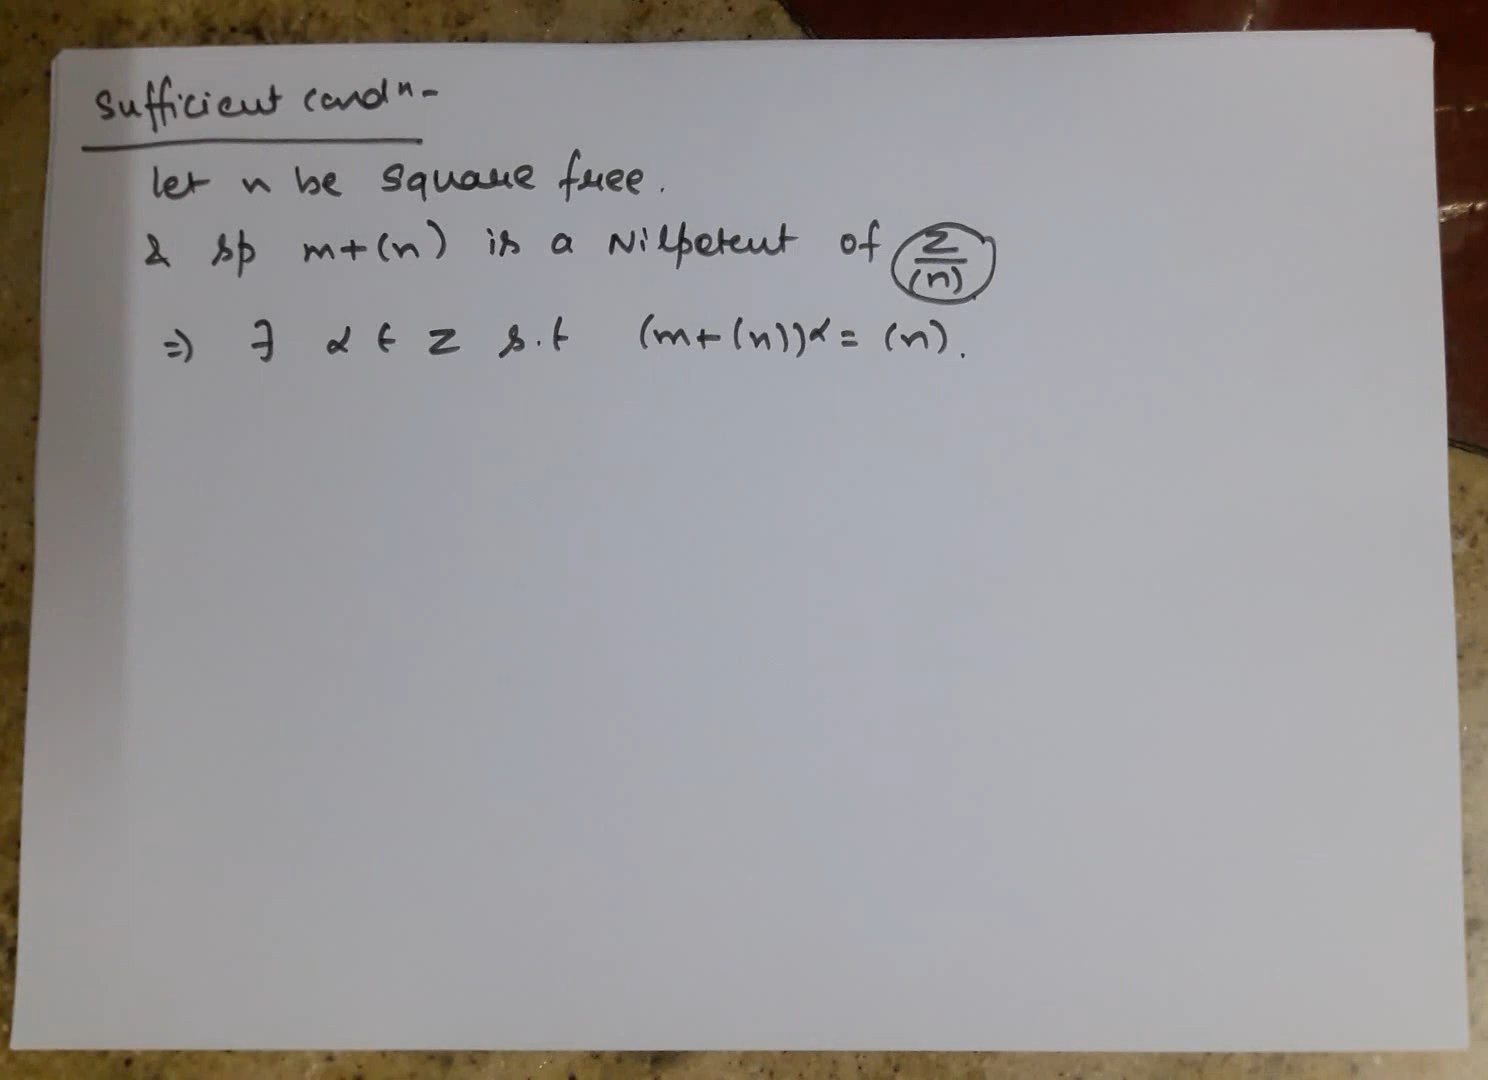 Sufficient condⁿ-
let n be square free.
& sp m+(n) is a Nilpotent of Z/(n)
⇒ ∃ α ∈ Z s.t (m+(n))^α = (n).